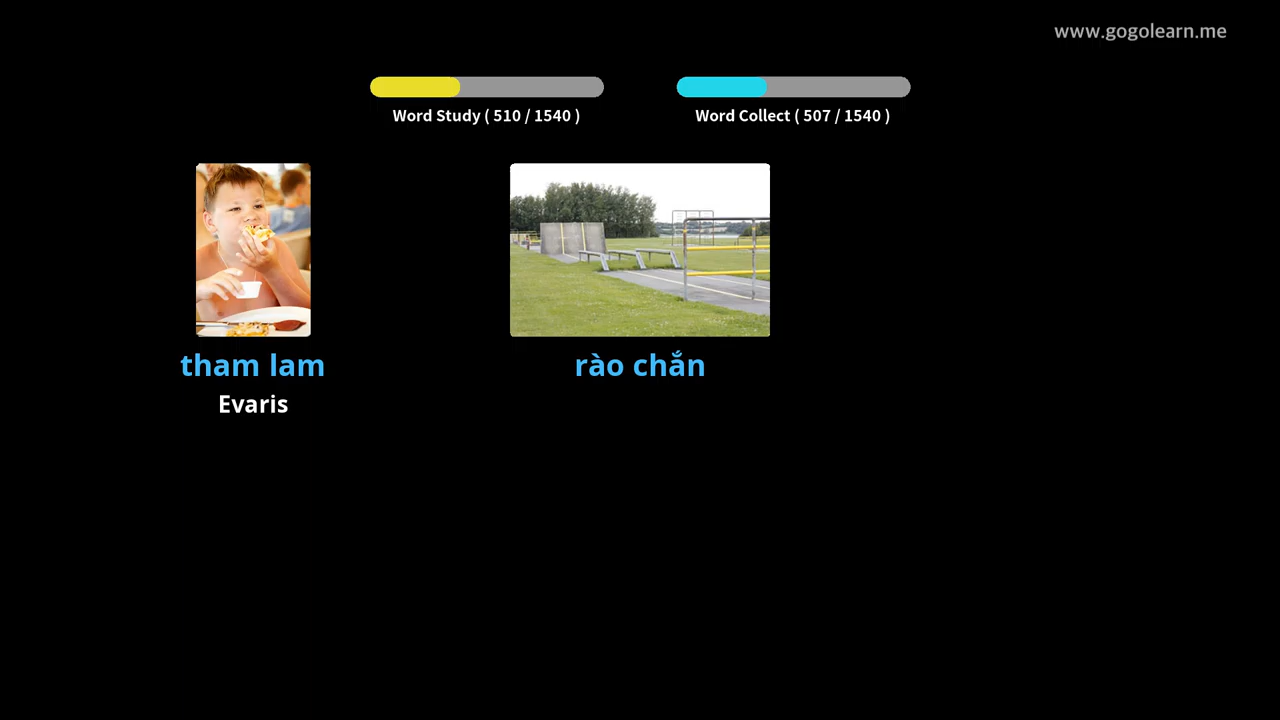 www.gogolearn.me
Word Study ( 510 / 1540 )
Word Collect ( 507 / 1540 )
tham lam
Evaris
rào chắn